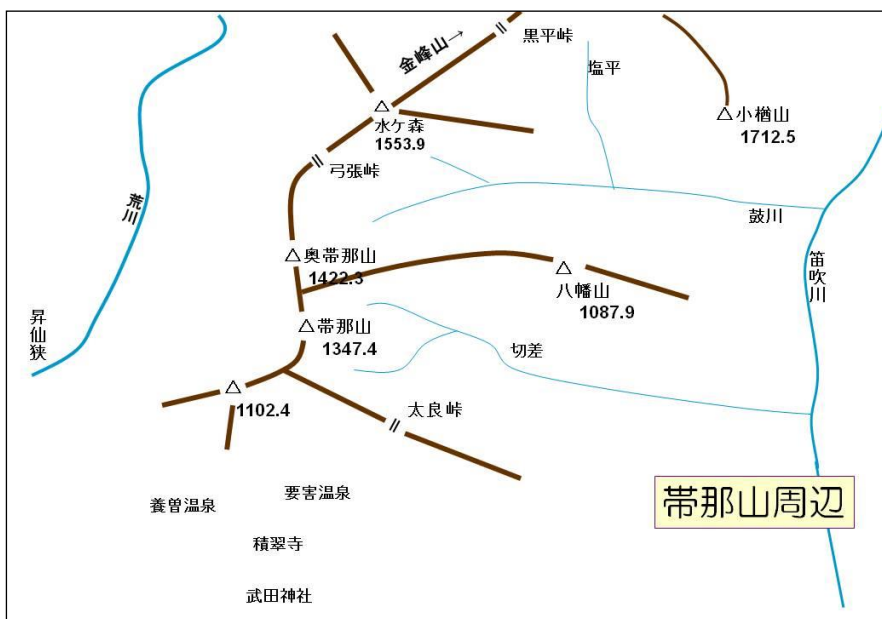 金峰山→
黒平峠
塩平
小楢山
1712.5
水ケ森
1553.9
弓張峠
荒川
鼓川
奥帯那山
1422.3
笛吹川
八幡山
1087.9
昇仙狭
帯那山
1347.4
切差
1102.4
太良峠
帯那山周辺
養曽温泉
要害温泉
積翠寺
武田神社